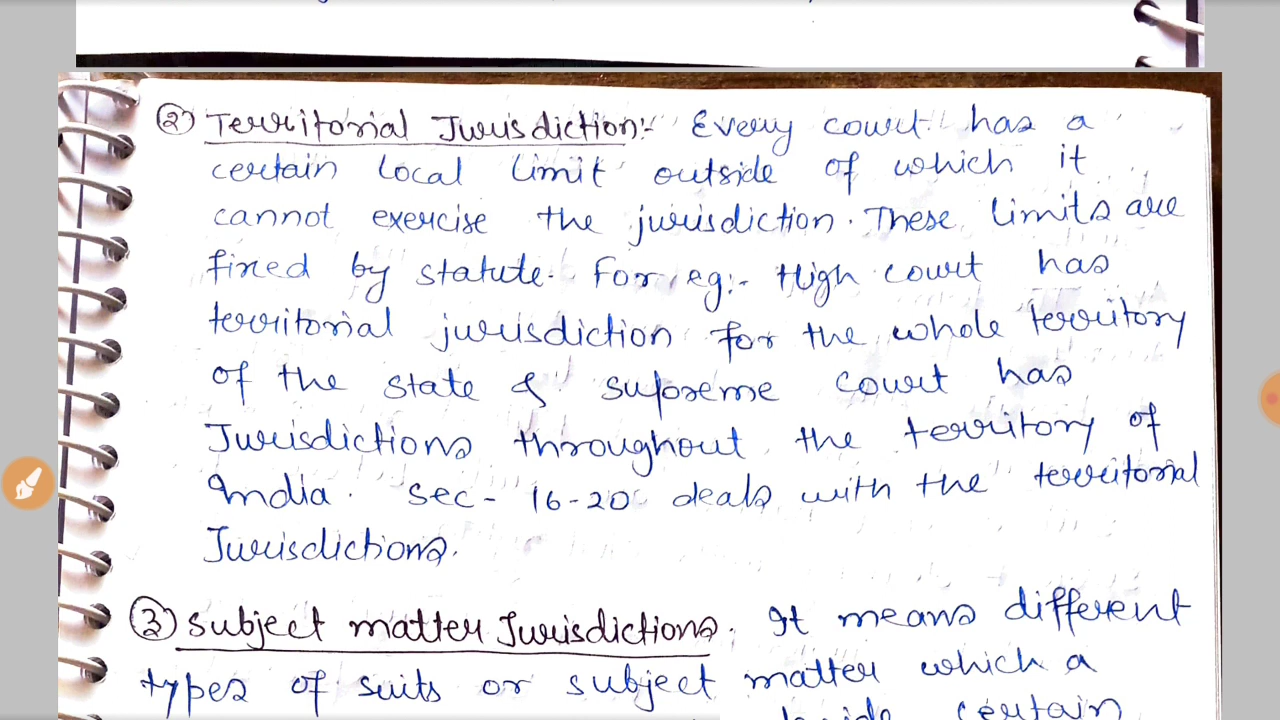 ② Territorial Jurisdiction:- Every court has a
certain local limit outside of which it
cannot exercise the jurisdiction. These limits are
fixed by statute. For eg:- High court has
territorial jurisdiction for the whole territory
of the state & supreme court has
Jurisdictions throughout the territory of
India. Sec- 16-20 deals with the territorial
Jurisdictions.
③ Subject matter Jurisdictions. It means different
types of suits or subject matter which a
certain